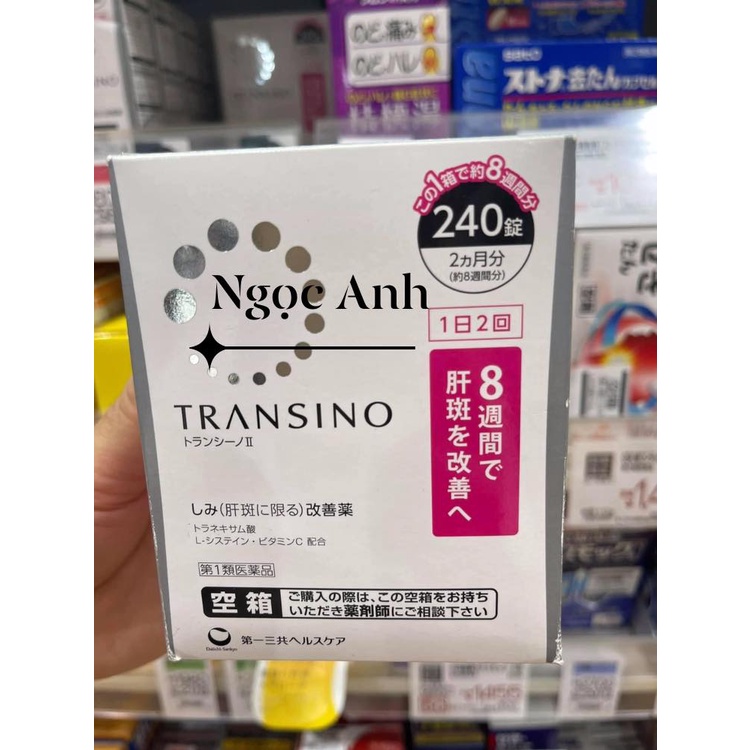 のどの痛み
のどのハレ
ストナ去たん
この1箱で約8週間分
240錠
2ヵ月分
(約8週間分)
1日2回
8週間で
肝斑を改善へ
Ngọc Anh
TRANSINO
トランシーノⅡ
しみ(肝斑に限る)改善薬
トラネキサム酸
L-システイン・ビタミンC 配合
第1類医薬品
空箱
ご購入の際は、この空箱をお持ち
いただき薬剤師にご相談下さい
Daiichi-Sankyo
第一三共ヘルスケア